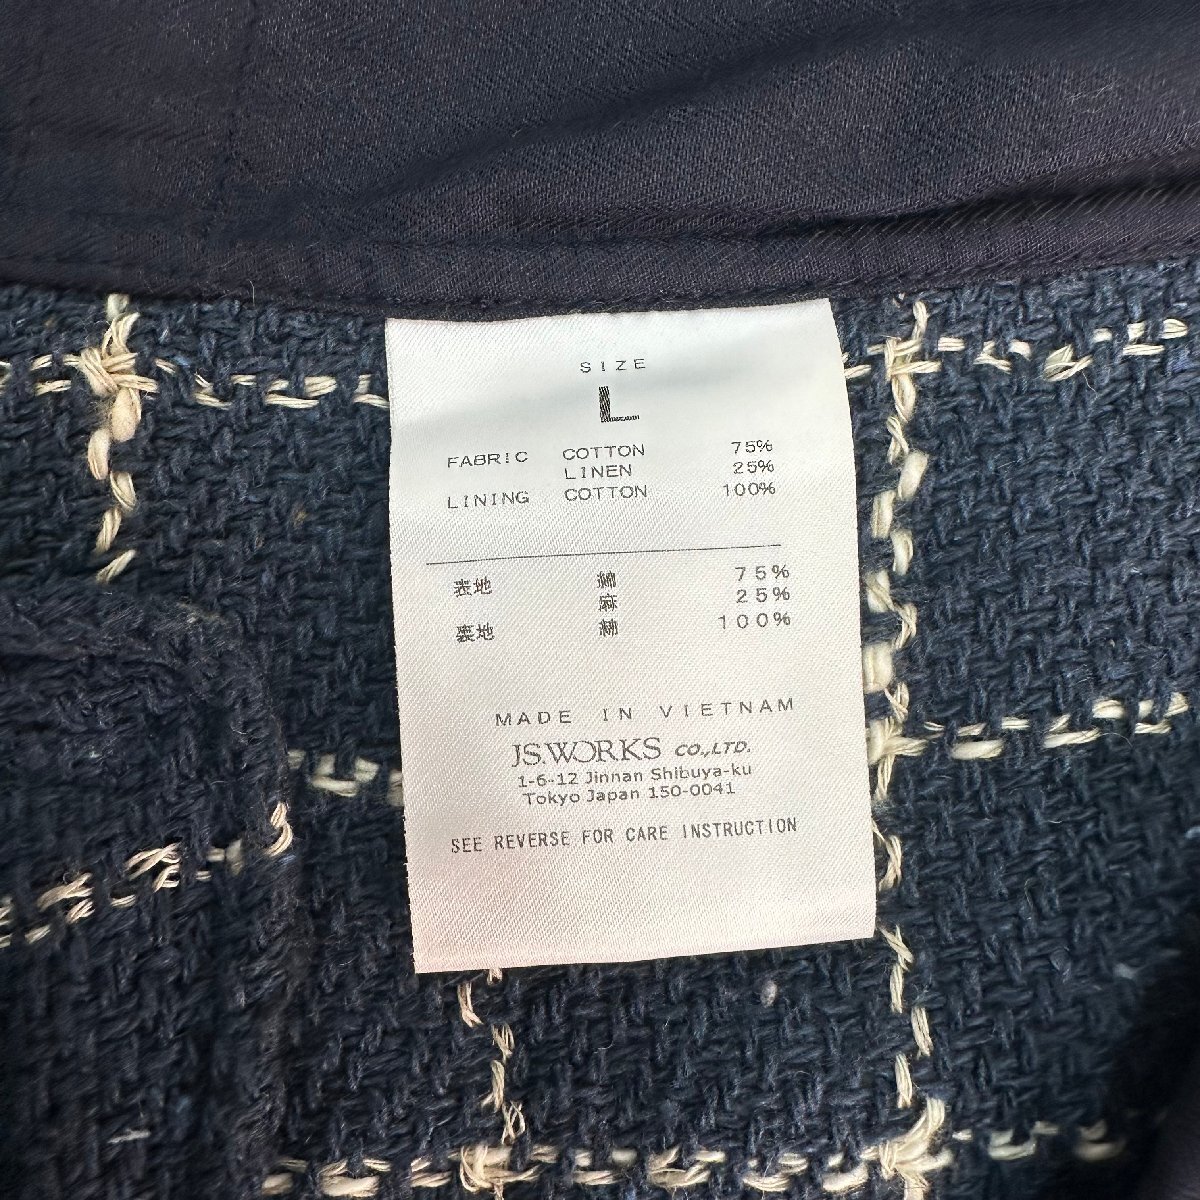 SIZE
L
FABRIC COTTON 75%
LINEN 25%
LINING COTTON 100%
表地 綿 75%
麻 25%
裏地 綿 100%
MADE IN VIETNAM
JS.WORKS CO.,LTD.
1-6-12 Jinnan Shibuya-ku
Tokyo Japan 150-0041
SEE REVERSE FOR CARE INSTRUCTION